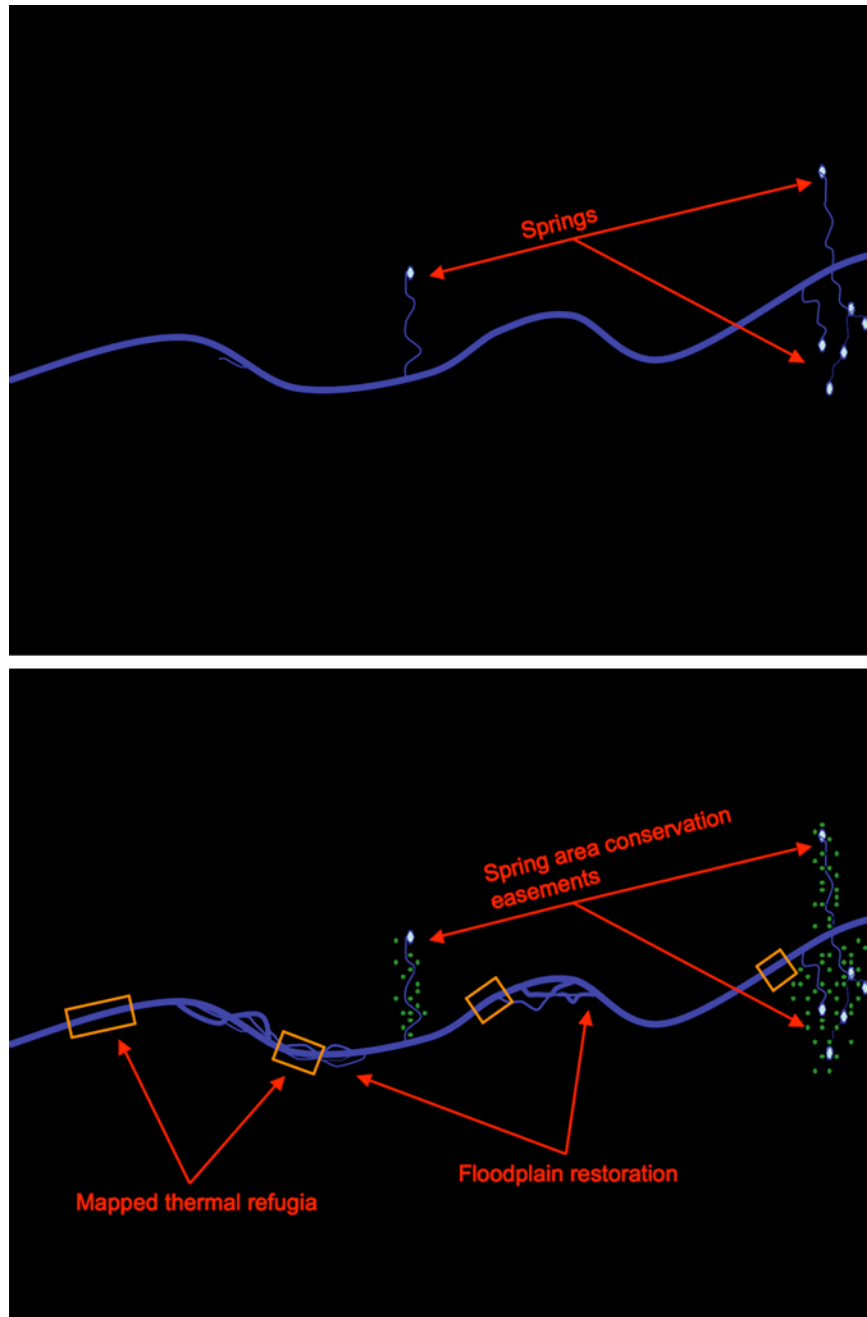 Springs
Spring area conservation
easements
Mapped thermal refugia
Floodplain restoration